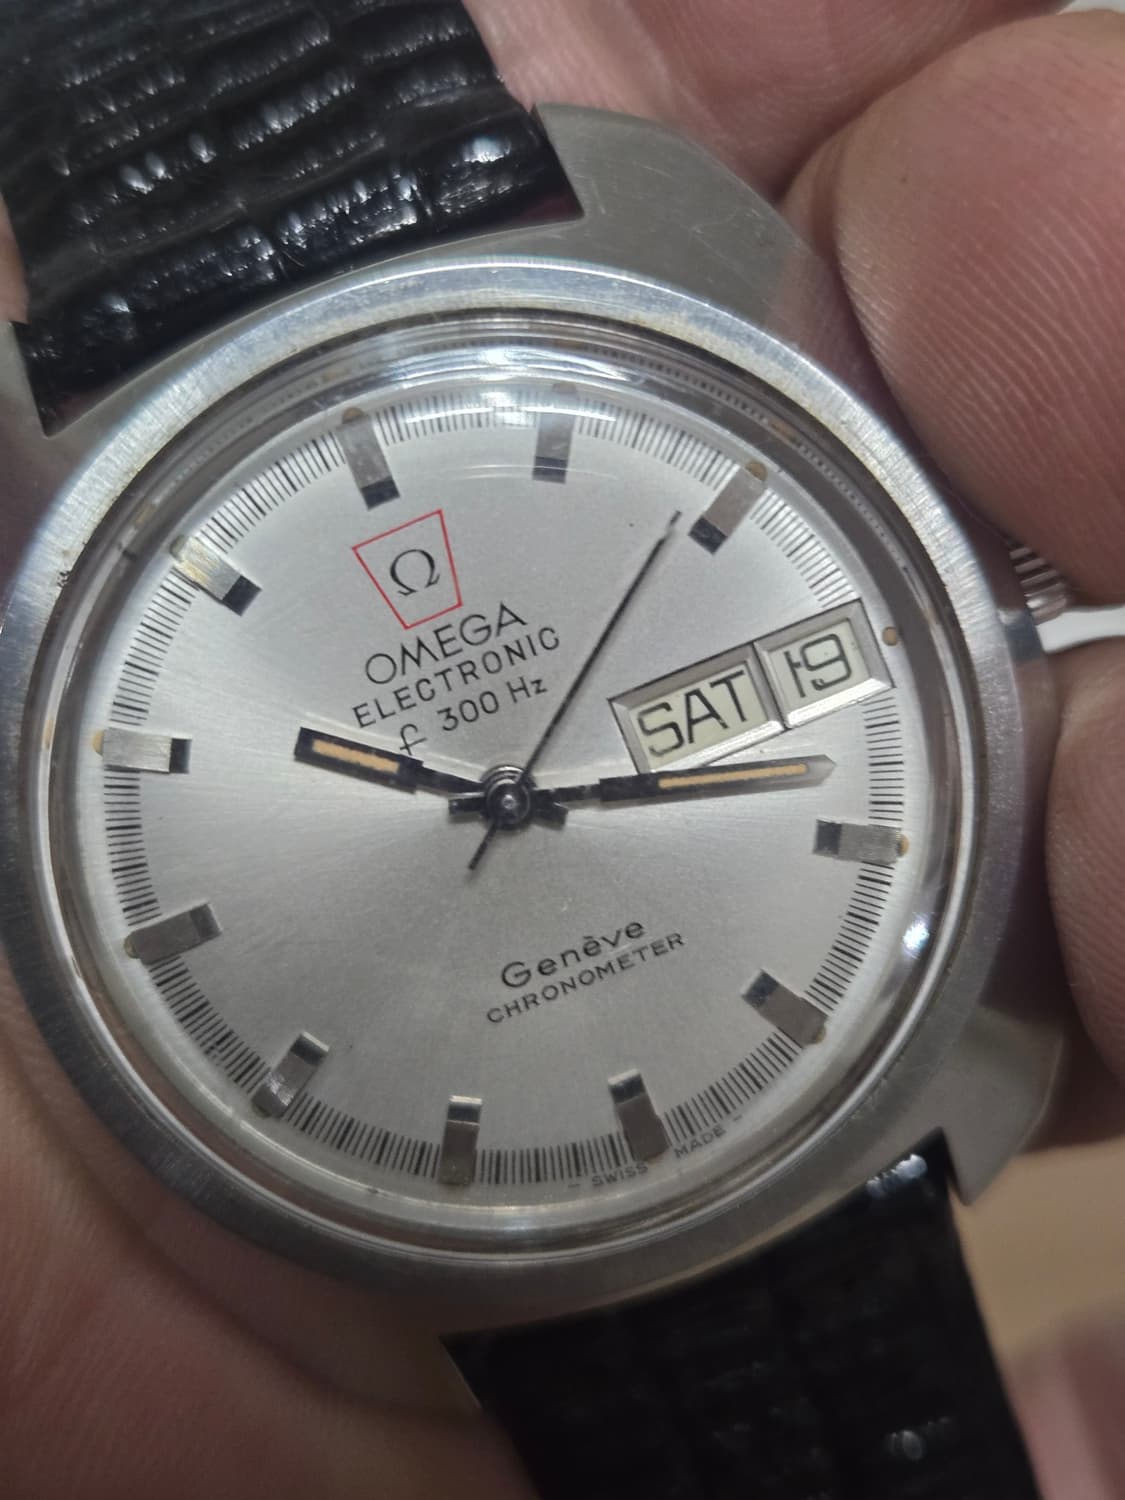 Ω
OMEGA
ELECTRONIC
f 300 Hz
SAT 19
Genève
CHRONOMETER
SWISS MADE